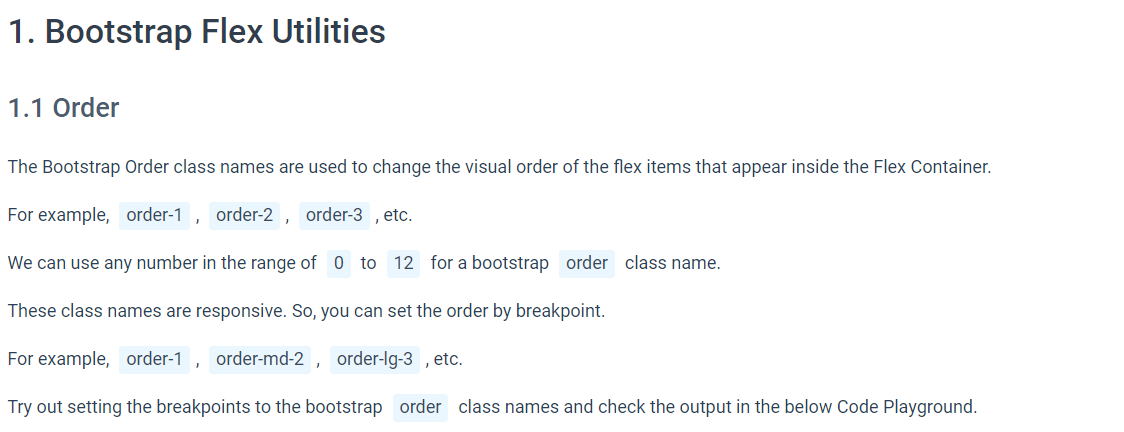 1. Bootstrap Flex Utilities
1.1 Order
The Bootstrap Order class names are used to change the visual order of the flex items that appear inside the Flex Container.
For example, order-1 , order-2 , order-3 , etc.
We can use any number in the range of 0 to 12 for a bootstrap order class name.
These class names are responsive. So, you can set the order by breakpoint.
For example, order-1 , order-md-2 , order-lg-3 , etc.
Try out setting the breakpoints to the bootstrap order class names and check the output in the below Code Playground.